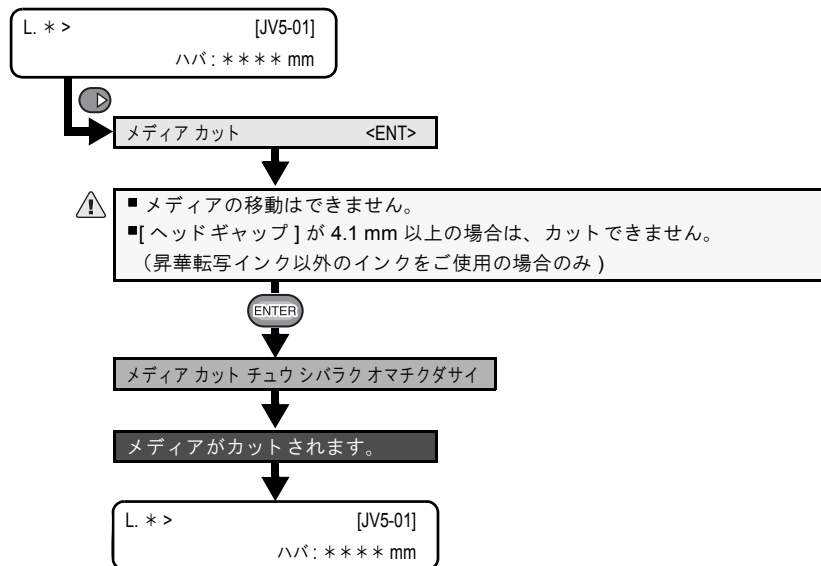 L. ＊ > [JV5-01]
ハバ : ＊＊＊＊ mm
メディア カット <ENT>
■ メディアの移動はできません。
■[ ヘッドギャップ ] が 4.1 mm 以上の場合は、カットできません。
（昇華転写インク以外のインクをご使用の場合のみ )
ENTER
メディア カット チュウ シバラク オマチクダサイ
メディアがカットされます。
L. ＊ > [JV5-01]
ハバ : ＊＊＊＊ mm